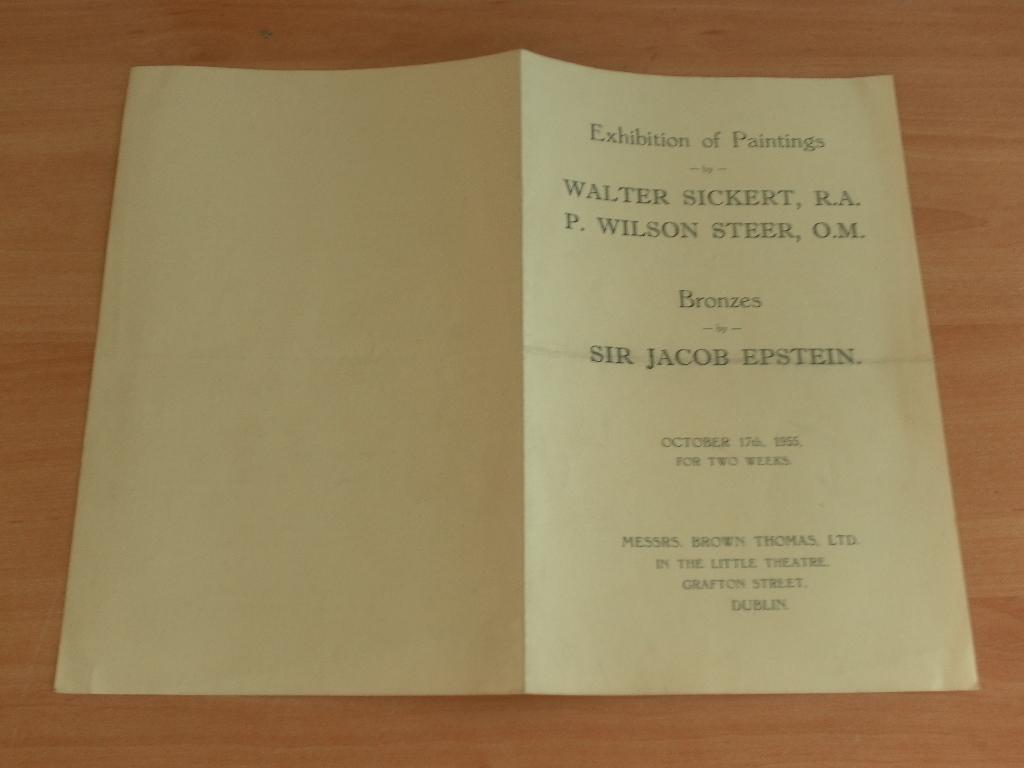 Exhibition of Paintings
— by —
WALTER SICKERT, R.A.
P. WILSON STEER, O.M.
Bronzes
— by —
SIR JACOB EPSTEIN.
OCTOBER 17th, 1955,
FOR TWO WEEKS.
MESSRS. BROWN THOMAS, LTD.
IN THE LITTLE THEATRE,
GRAFTON STREET,
DUBLIN.